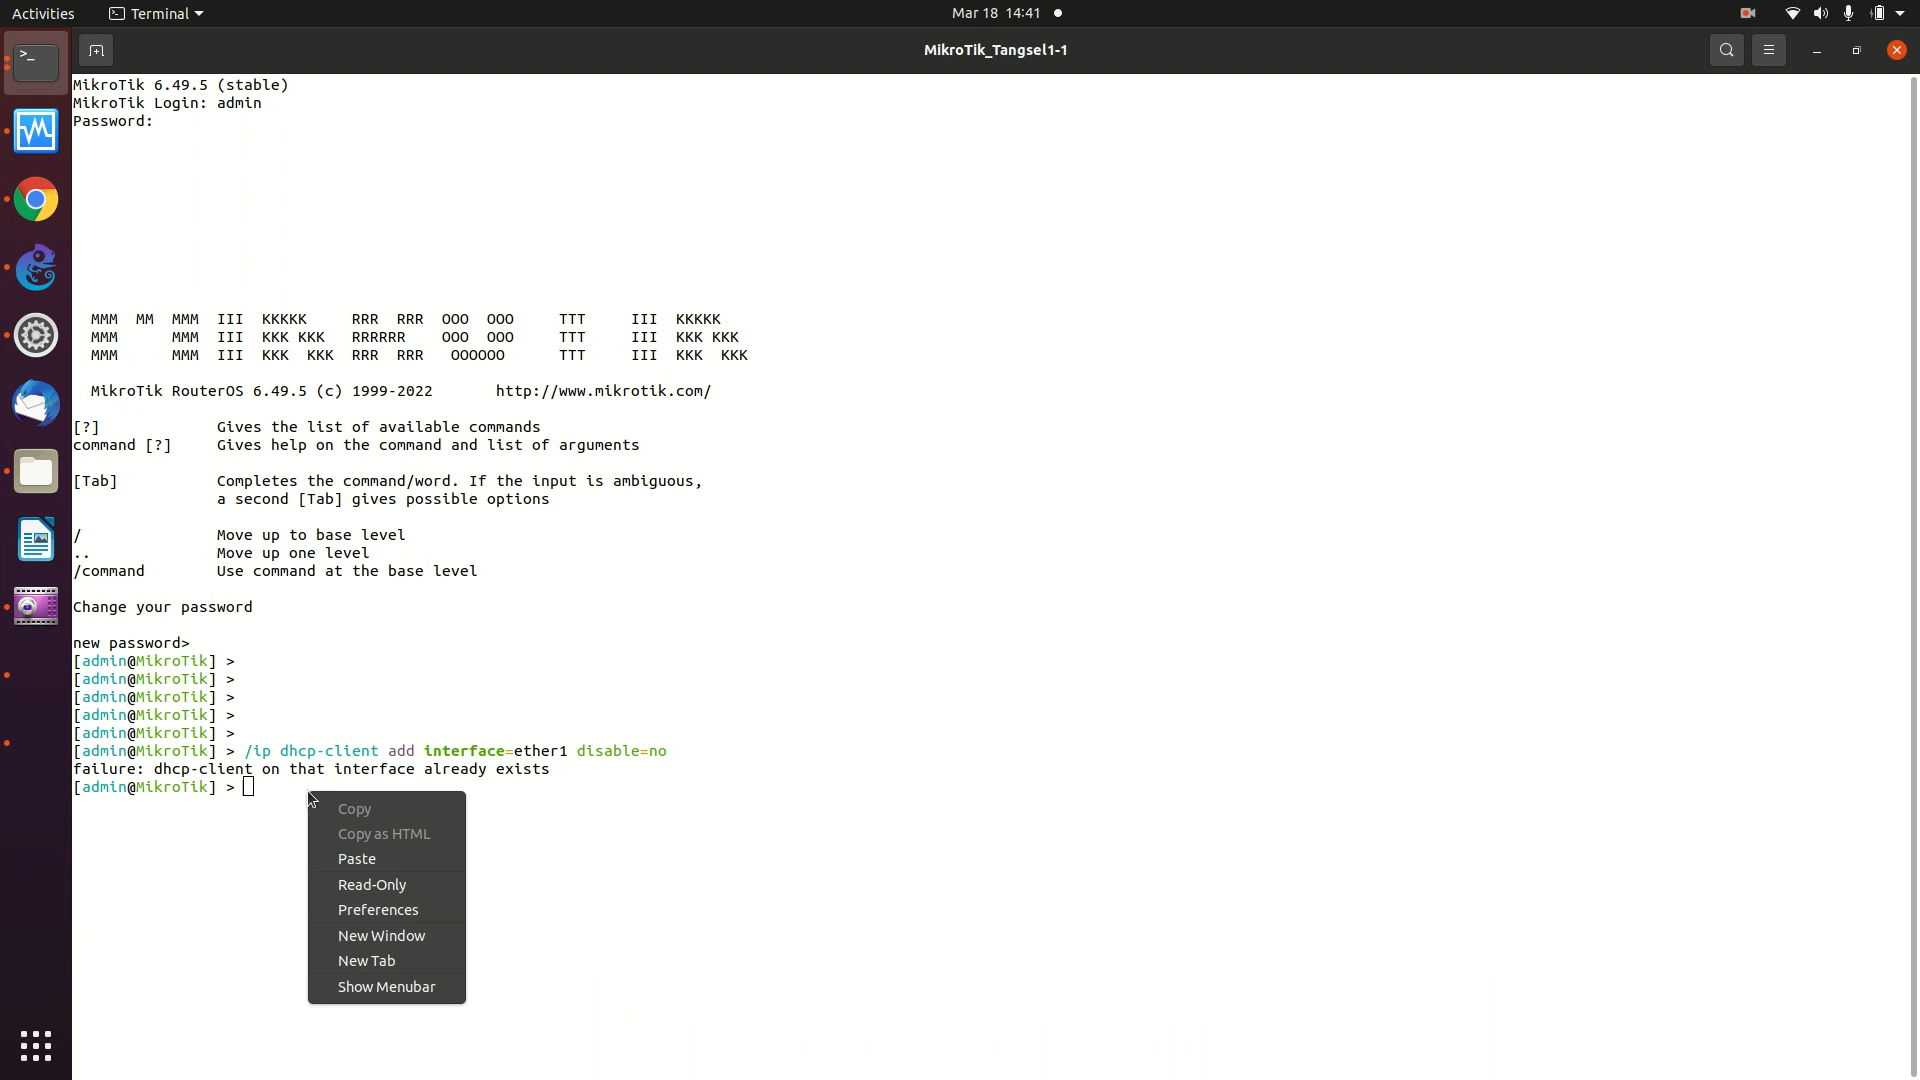 Activities Terminal Mar 18 14:41
MikroTik_Tangsel1-1
MikroTik 6.49.5 (stable)
MikroTik Login: admin
Password:
MMM  MM  MMM  III  KKKKK     RRR  RRR  OOO  OOO     TTT     III  KKKKK
MMM      MMM  III  KKK KKK   RRRRRR    OOO  OOO     TTT     III  KKK KKK
MMM      MMM  III  KKK  KKK  RRR  RRR   OOOOOO      TTT     III  KKK  KKK
MikroTik RouterOS 6.49.5 (c) 1999-2022       http://www.mikrotik.com/
[?]             Gives the list of available commands
command [?]     Gives help on the command and list of arguments
[Tab]           Completes the command/word. If the input is ambiguous,
a second [Tab] gives possible options
/               Move up to base level
..              Move up one level
/command        Use command at the base level
Change your password
new password>
[admin@MikroTik] >
[admin@MikroTik] >
[admin@MikroTik] >
[admin@MikroTik] >
[admin@MikroTik] >
[admin@MikroTik] > /ip dhcp-client add interface=ether1 disable=no
failure: dhcp-client on that interface already exists
[admin@MikroTik] >
Copy
Copy as HTML
Paste
Read-Only
Preferences
New Window
New Tab
Show Menubar